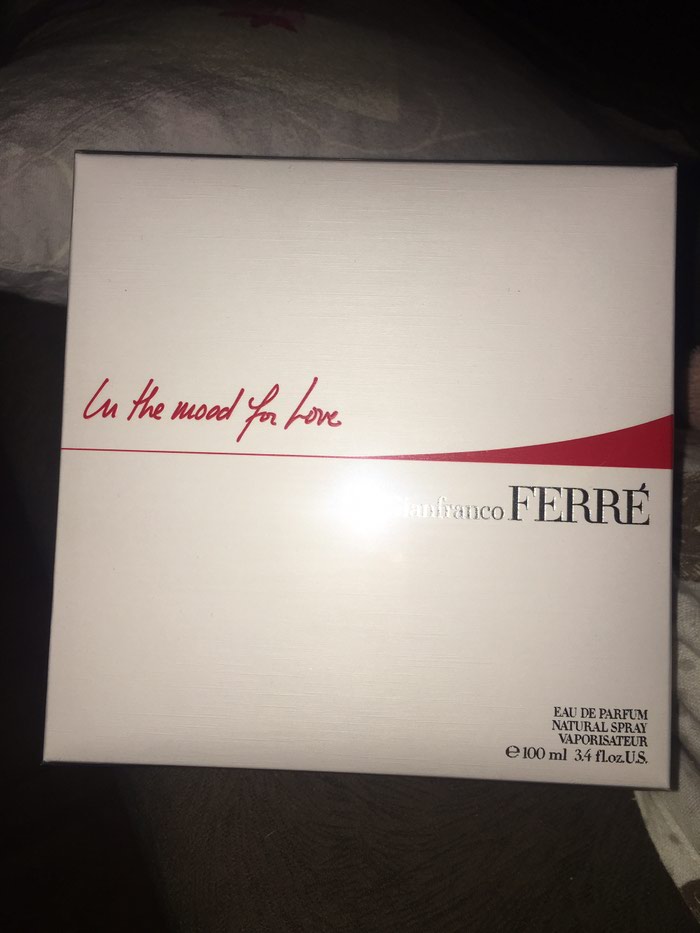 In the mood for Love
Gianfranco FERRÉ
EAU DE PARFUM
NATURAL SPRAY
VAPORISATEUR
℮100 ml 3.4 fl.oz.U.S.